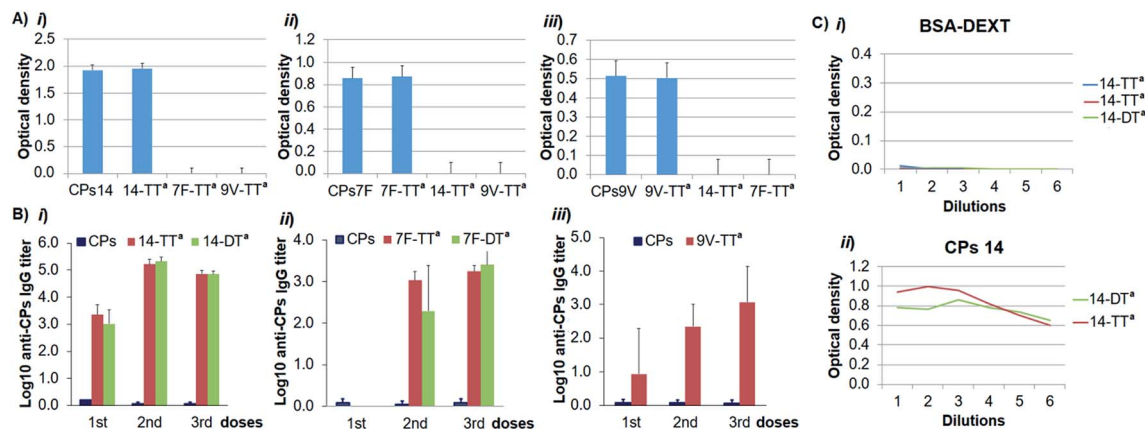 A) i)
Optical density
2.5
2.0
1.5
1.0
0.5
0.0
CPs14 14-TTᵃ 7F-TTᵃ 9V-TTᵃ
ii)
Optical density
1.2
1.0
0.8
0.6
0.4
0.2
0.0
CPs7F 7F-TTᵃ 14-TTᵃ 9V-TTᵃ
iii)
Optical density
0.7
0.6
0.5
0.4
0.3
0.2
0.1
0.0
CPs9V 9V-TTᵃ 14-TTᵃ 7F-TTᵃ
B) i)
CPs 14-TTᵃ 14-DTᵃ
Log10 anti-CPs IgG titer
6.0
5.0
4.0
3.0
2.0
1.0
0.0
1st 2nd 3rd doses
ii)
CPs 7F-TTᵃ 7F-DTᵃ
Log10 anti-CPs IgG titer
4.0
3.0
2.0
1.0
0.0
1st 2nd 3rd doses
iii)
CPs 9V-TTᵃ
Log10 anti-CPs IgG titer
5.0
4.0
3.0
2.0
1.0
0.0
1st 2nd 3rd doses
C) i)
BSA-DEXT
Optical density
0.4
0.3
0.2
0.1
0.0
1 2 3 4 5 6
Dilutions
14-TTᵃ
14-TTᵃ
14-DTᵃ
ii)
CPs 14
Optical density
1.2
1.0
0.8
0.6
0.4
0.2
0.0
1 2 3 4 5 6
Dilutions
14-DTᵃ
14-TTᵃ